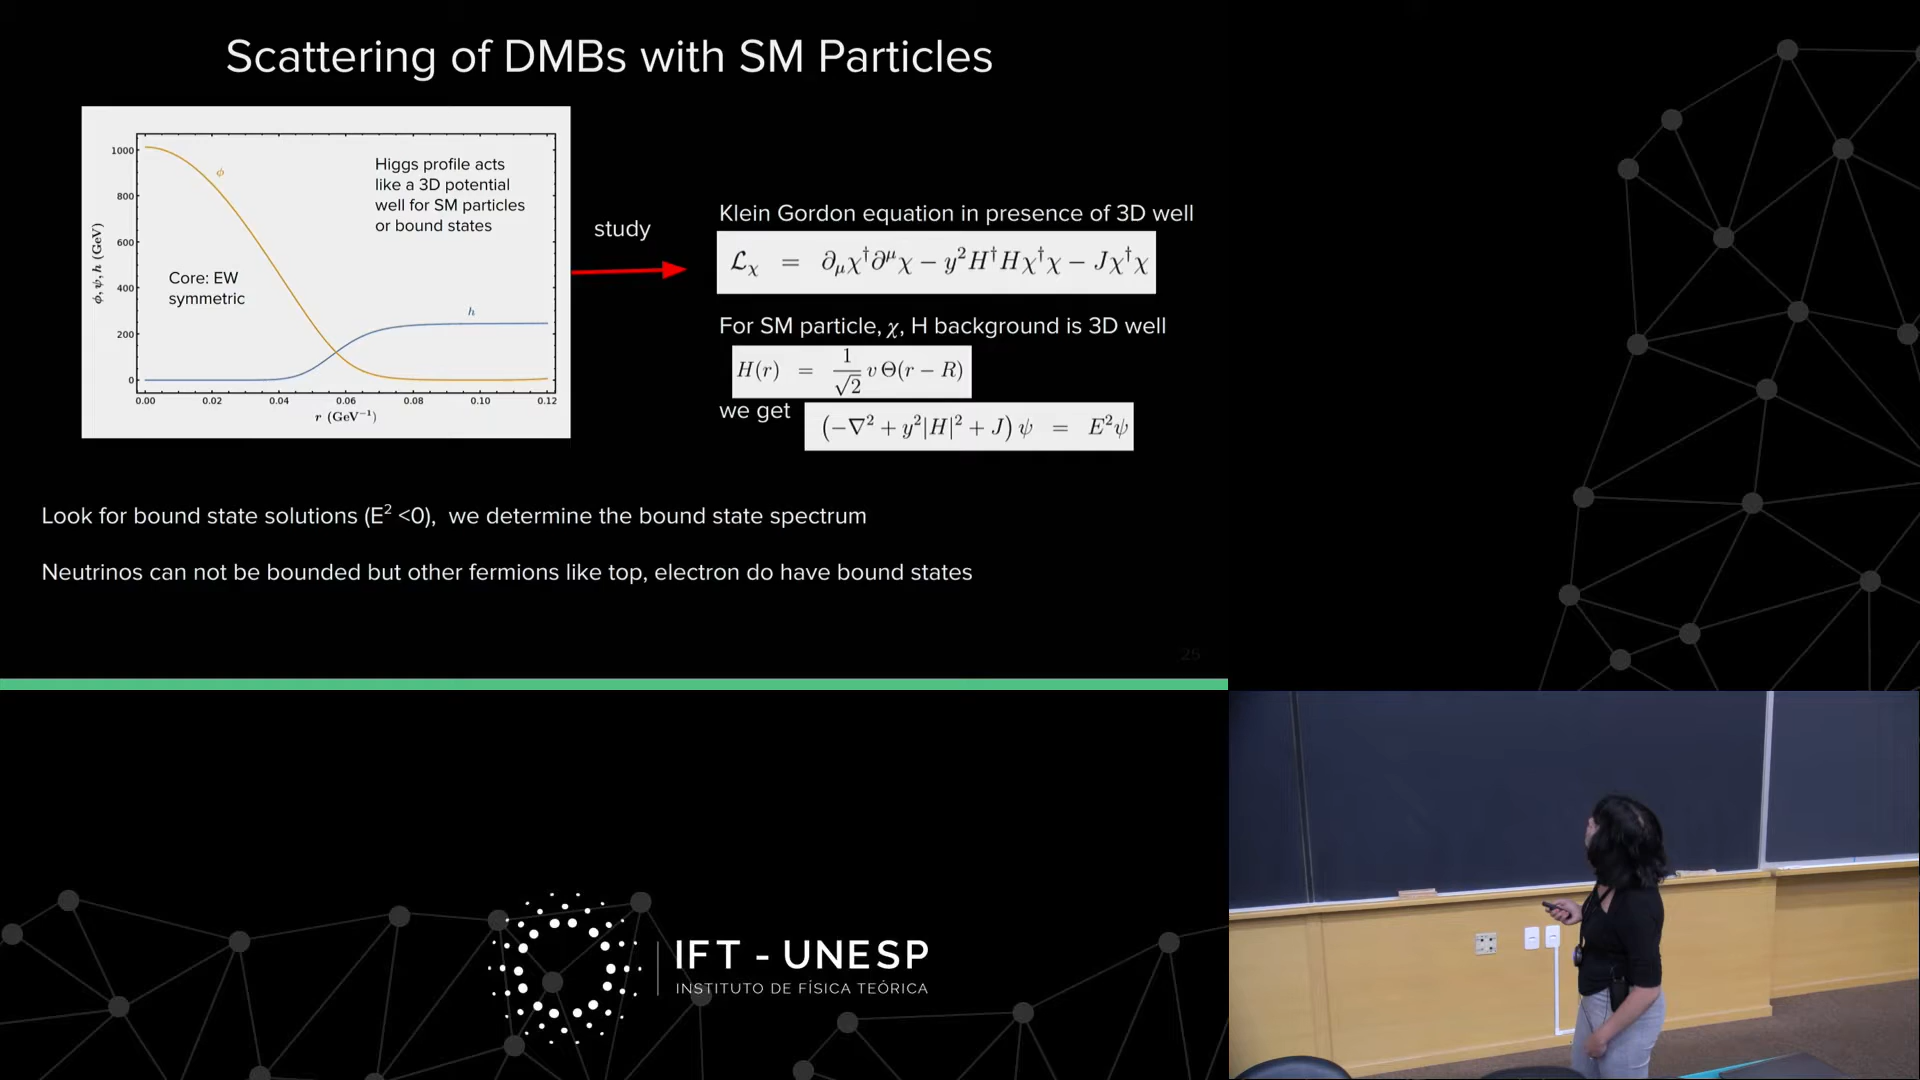 Scattering of DMBs with SM Particles
ϕ, ψ, h (GeV)
1000
800
600
400
200
0
0.00 0.02 0.04 0.06 0.08 0.10 0.12
r (GeV⁻¹)
ϕ
h
Higgs profile acts
like a 3D potential
well for SM particles
or bound states
Core: EW
symmetric
study
Klein Gordon equation in presence of 3D well
ℒ_χ = ∂_μχ†∂^μχ − y²H†Hχ†χ − Jχ†χ
For SM particle, χ, H background is 3D well
H(r) = 1/√2 v Θ(r − R)
we get (−∇² + y²|H|² + J) ψ = E²ψ
Look for bound state solutions (E² <0), we determine the bound state spectrum
Neutrinos can not be bounded but other fermions like top, electron do have bound states
25
IFT - UNESP
INSTITUTO DE FÍSICA TEÓRICA